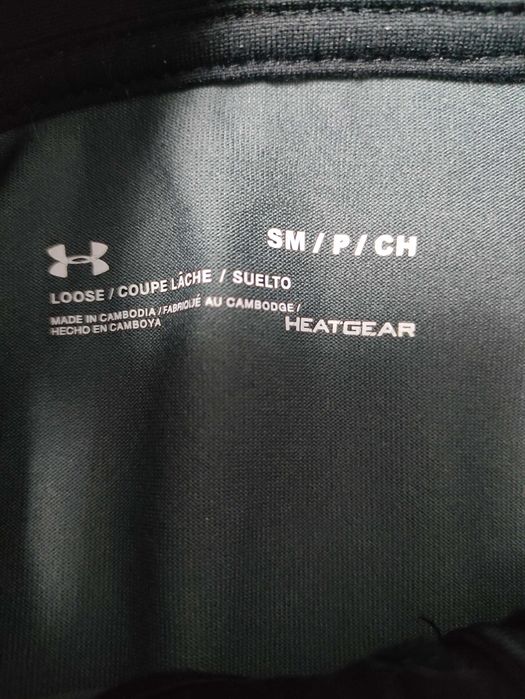 SM / P / CH
LOOSE / COUPE LÂCHE / SUELTO
MADE IN CAMBODIA / FABRIQUÉ AU CAMBODGE /
HECHO EN CAMBOYA
HEATGEAR